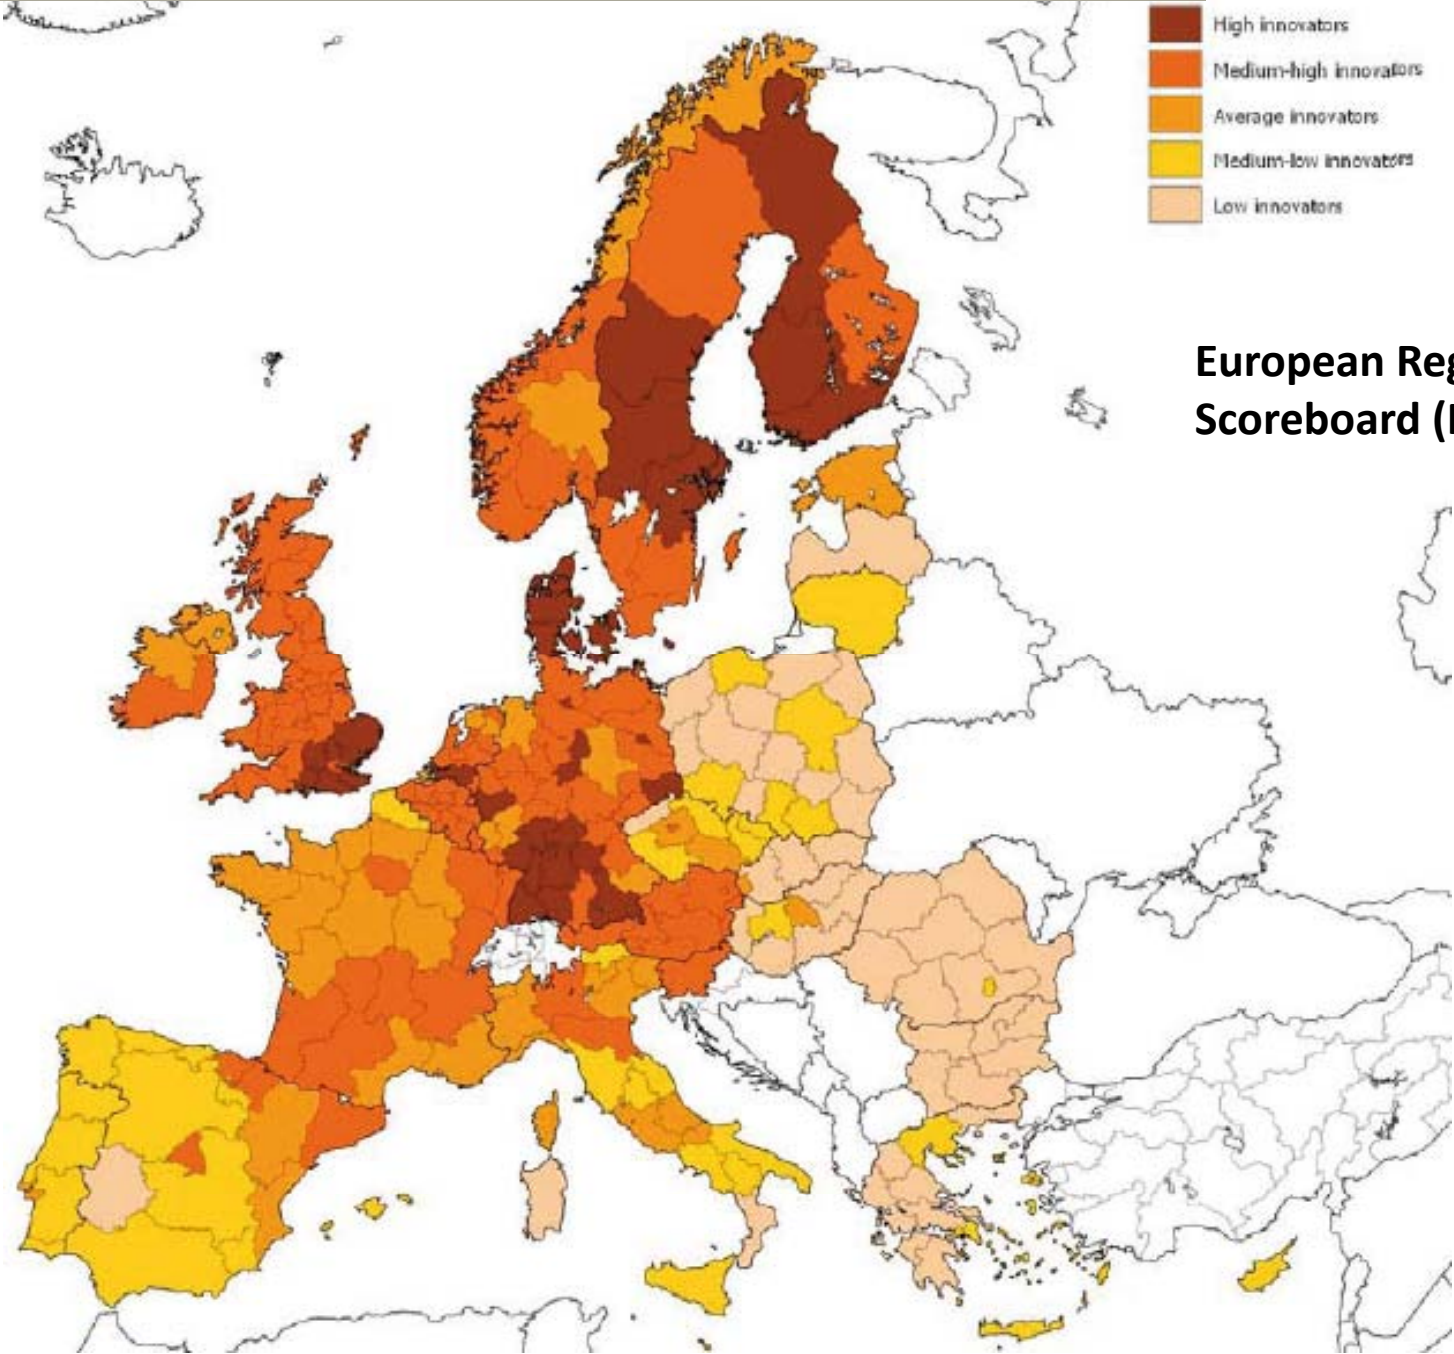 High innovators
Medium-high innovators
Average innovators
Medium-low innovators
Low innovators
European Reg
Scoreboard (